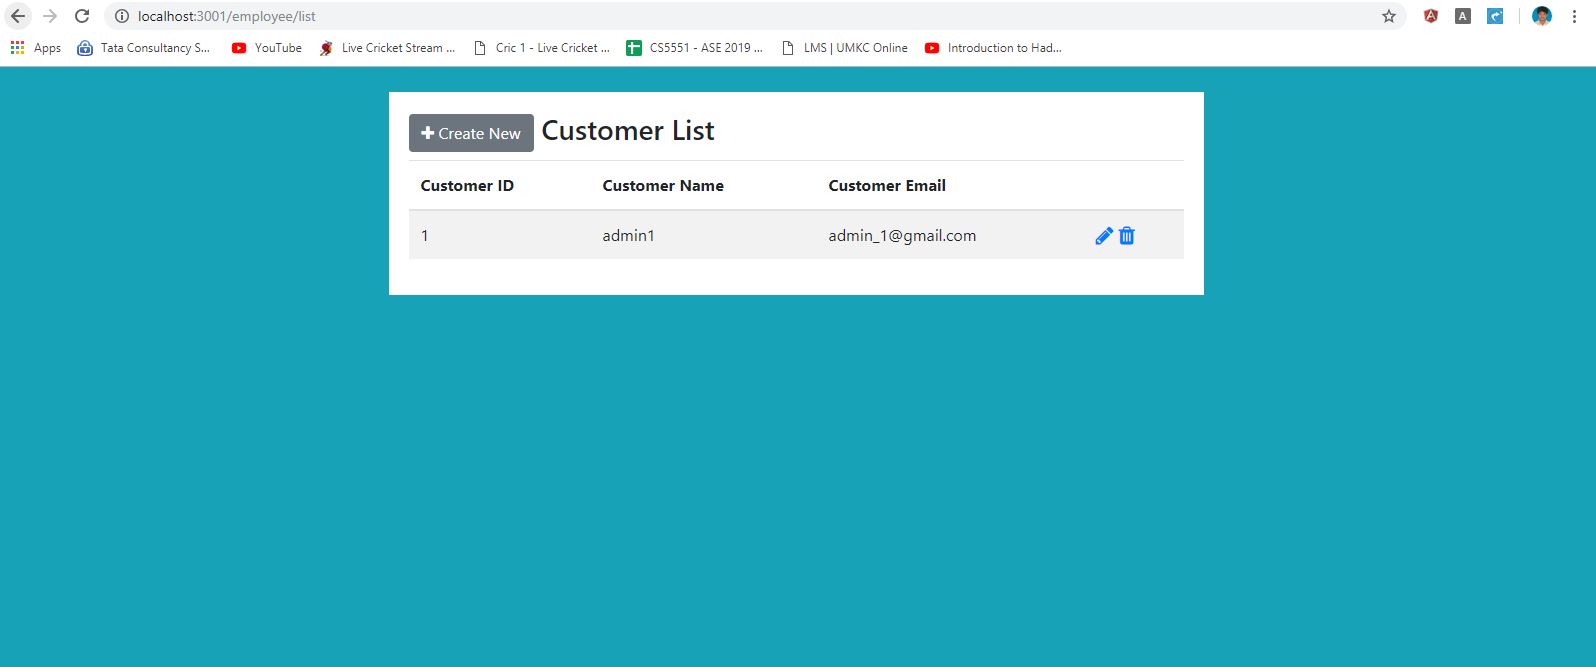 localhost:3001/employee/list
Apps Tata Consultancy S... YouTube Live Cricket Stream ... Cric 1 - Live Cricket ... CS5551 - ASE 2019 ... LMS | UMKC Online Introduction to Had...
Create New Customer List
Customer ID Customer Name Customer Email
1 admin1 admin_1@gmail.com